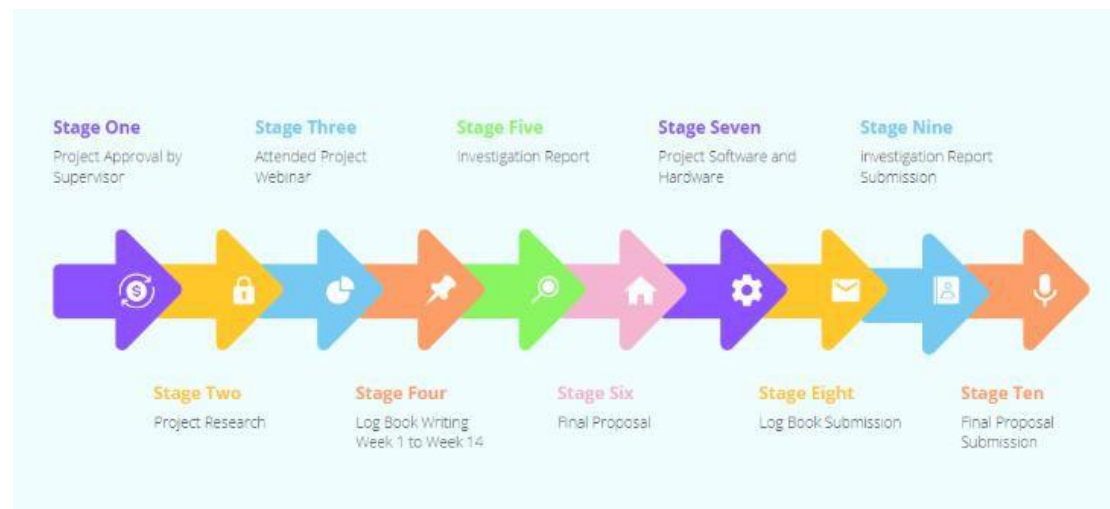 Stage One
Project Approval by
Supervisor
Stage Three
Attended Project
Webinar
Stage Five
Investigation Report
Stage Seven
Project Software and
Hardware
Stage Nine
Investigation Report
Submission
$
Stage Two
Project Research
Stage Four
Log Book Writing
Week 1 to Week 14
Stage Six
Final Proposal
Stage Eight
Log Book Submission
Stage Ten
Final Proposal
Submission